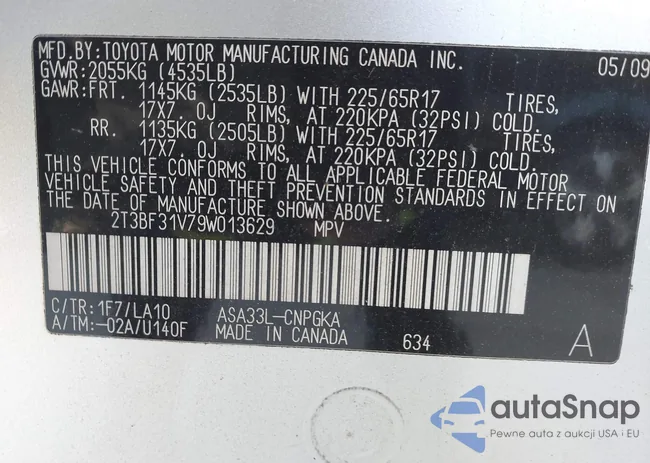 MFD.BY:TOYOTA MOTOR MANUFACTURING CANADA INC. 05/09
GVWR:2055KG (4535LB)
GAWR:FRT. 1145KG (2535LB) WITH 225/65R17 TIRES,
17X7. OJ RIMS, AT 220KPA (32PSI) COLD.
RR. 1135KG (2505LB) WITH 225/65R17 TIRES,
17X7. OJ RIMS, AT 220KPA (32PSI) COLD.
THIS VEHICLE CONFORMS TO ALL APPLICABLE FEDERAL MOTOR
VEHICLE SAFETY AND THEFT PREVENTION STANDARDS IN EFFECT ON
THE DATE OF MANUFACTURE SHOWN ABOVE.
2T3BF31V79W013629 MPV
C/TR:1F7/LA10 ASA33L-CNPGKA
A/TM:-02A/U140F MADE IN CANADA 634 A
autaSnap
Pewne auta z aukcji USA i EU